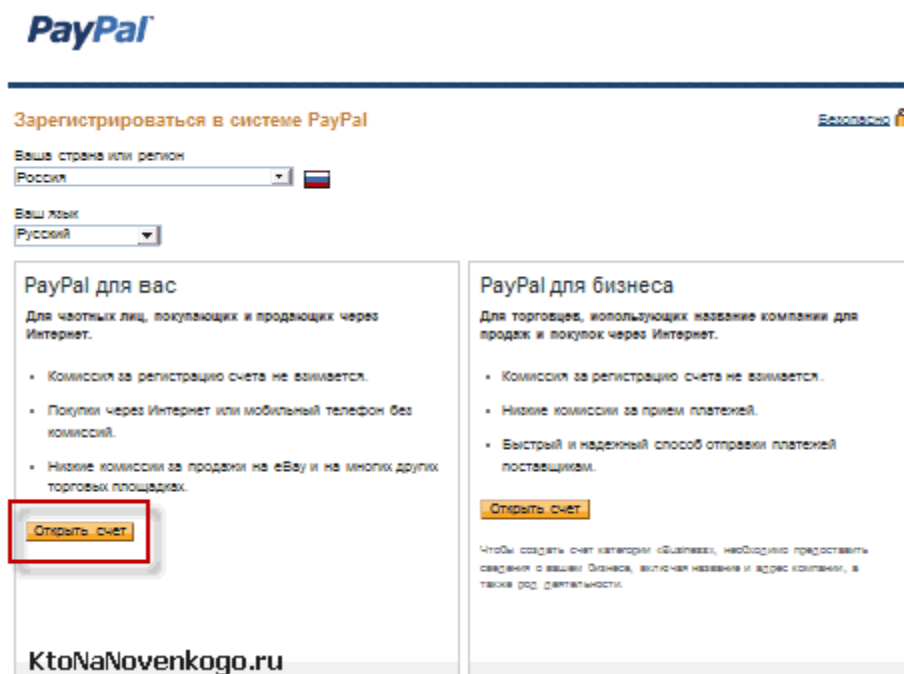 PayPal
Зарегистрироваться в системе PayPal
Безопасно
Ваша страна или регион
Россия
Ваш язык
Русский
PayPal для вас
Для частных лиц, покупающих и продающих через
Интернет.
Комиссия за регистрацию счета не взимается.
Покупки через Интернет или мобильный телефон без
комиссий.
Низкие комиссии за продажи на eBay и на многих других
торговых площадках.
Открыть счет
PayPal для бизнеса
Для торговцев, использующих название компании для
продаж и покупок через Интернет.
Комиссия за регистрацию счета не взимается.
Низкие комиссии за прием платежей.
Быстрый и надежный способ отправки платежей
поставщикам.
Открыть счет
Чтобы создать счет категории «Business», необходимо предоставить
сведения о вашем бизнесе, включая название и адрес компании, а
также род деятельности.
KtoNaNovenkogo.ru